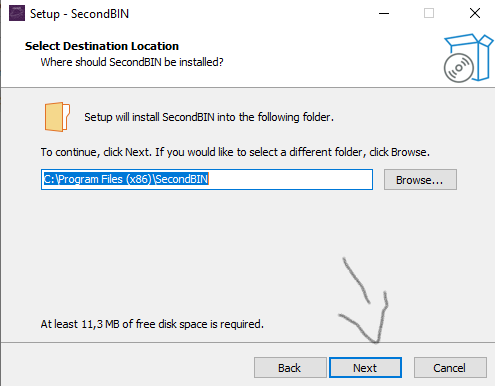 Setup - SecondBIN
Select Destination Location
Where should SecondBIN be installed?
Setup will install SecondBIN into the following folder.
To continue, click Next. If you would like to select a different folder, click Browse.
C:\Program Files (x86)\SecondBIN
Browse...
At least 11,3 MB of free disk space is required.
Back
Next
Cancel